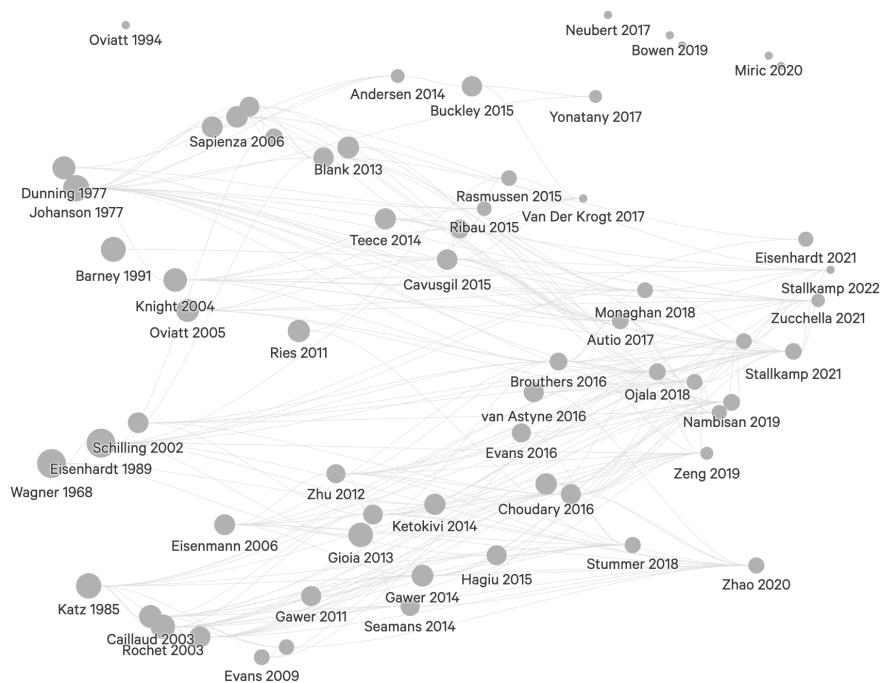 Neubert 2017
Oviatt 1994
Bowen 2019
Miric 2020
Andersen 2014
Buckley 2015
Yonatany 2017
Sapienza 2006
Blank 2013
Dunning 1977
Rasmussen 2015
Johanson 1977
Van Der Krogt 2017
Ribau 2015
Teece 2014
Eisenhardt 2021
Barney 1991
Cavusgil 2015
Stallkamp 2022
Knight 2004
Monaghan 2018
Zucchella 2021
Oviatt 2005
Autio 2017
Ries 2011
Stallkamp 2021
Brouthers 2016
Ojala 2018
van Astyne 2016
Nambisan 2019
Schilling 2002
Evans 2016
Eisenhardt 1989
Zeng 2019
Wagner 1968
Zhu 2012
Choudary 2016
Ketokivi 2014
Eisenmann 2006
Gioia 2013
Stummer 2018
Hagiu 2015
Zhao 2020
Gawer 2014
Katz 1985
Gawer 2011
Seamans 2014
Caillaud 2003
Rochet 2003
Evans 2009